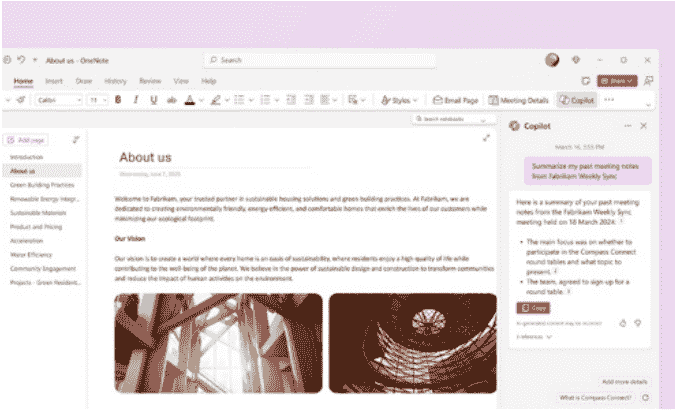 About us - OneNote
Search
Home Insert Draw History Review View Help
Share
Calibri 11 B I U ab A Styles Email Page Meeting Details Copilot
Search notebooks
Add page
Introduction
About us
Green Building Practices
Renewable Energy Integr...
Sustainable Materials
Product and Pricing
Acceleration
Water Efficiency
Community Engagement
Projects - Green Resident...
About us
Welcome to Fabrikam, your trusted partner in sustainable housing solutions and green building practices. At Fabrikam, we are
dedicated to creating environmentally friendly, energy efficient, and comfortable homes that enrich the lives of our customers while
minimizing our ecological footprint.
Our Vision
Our vision is to create a world where every home is an oasis of sustainability, where residents enjoy a high quality of life while
contributing to the well-being of the planet. We believe in the power of sustainable design and construction to transform communities
and reduce the impact of human activities on the environment.
Copilot
Summarize my past meeting notes
from Fabrikam Weekly Sync
Here is a summary of your past meeting
notes from the Fabrikam Weekly Sync
meeting held on 18 March 2024.
• The main focus was on whether to
participate in the Compass Connect
round tables and what topic to
present.
• The team, agreed to sign up for a
round table.
Copy
AI generated content may be incorrect
3 references
Add more details
What is Compass Connect?